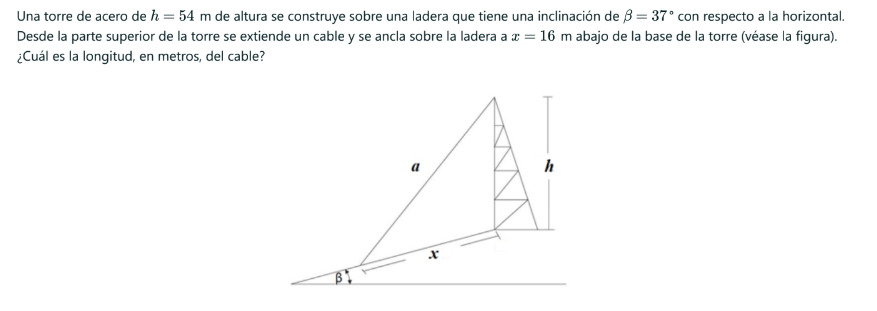 Una torre de acero de h = 54 m de altura se construye sobre una ladera que tiene una inclinación de β = 37° con respecto a la horizontal.
Desde la parte superior de la torre se extiende un cable y se ancla sobre la ladera a x = 16 m abajo de la base de la torre (véase la figura).
¿Cuál es la longitud, en metros, del cable?
a
h
x
β